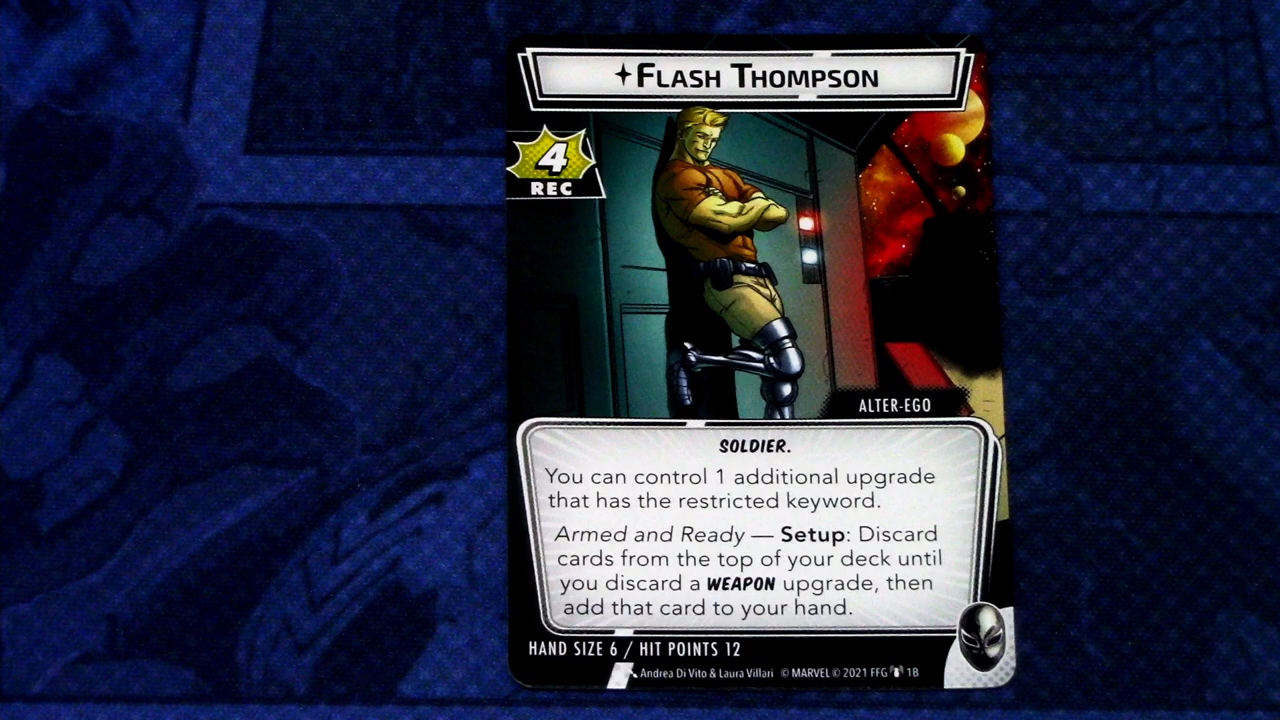 FLASH THOMPSON
4
REC
ALTER-EGO
SOLDIER.
You can control 1 additional upgrade
that has the restricted keyword.
Armed and Ready — Setup: Discard
cards from the top of your deck until
you discard a WEAPON upgrade, then
add that card to your hand.
HAND SIZE 6 / HIT POINTS 12
Andrea Di Vito & Laura Villari © MARVEL © 2021 FFG 1B